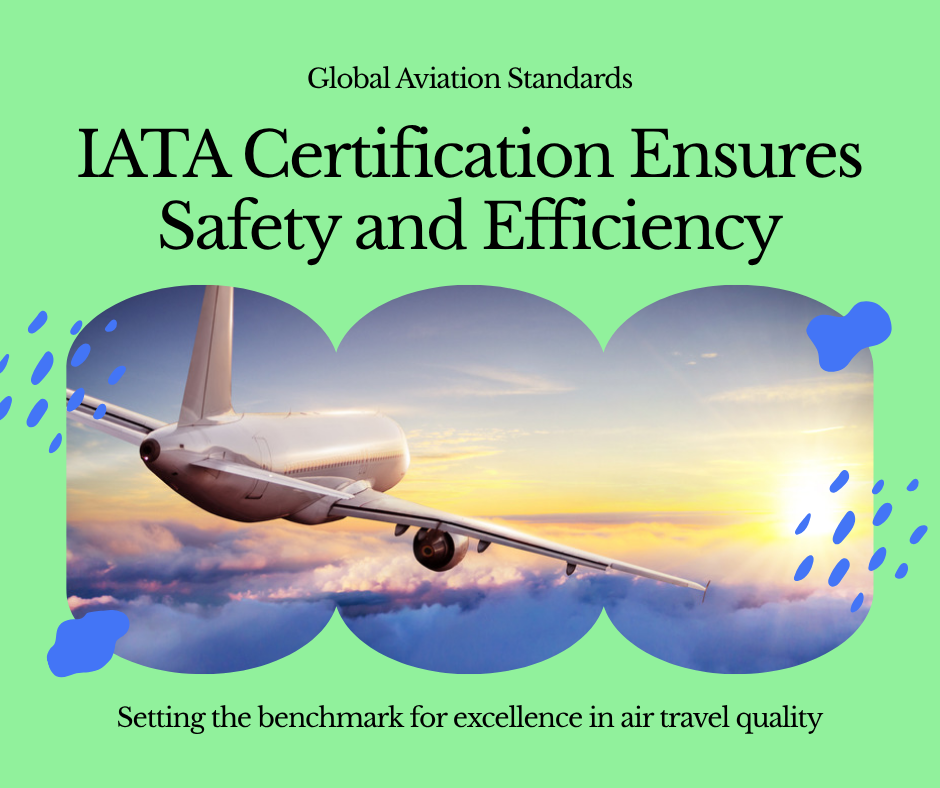 Global Aviation Standards
IATA Certification Ensures
Safety and Efficiency
Setting the benchmark for excellence in air travel quality